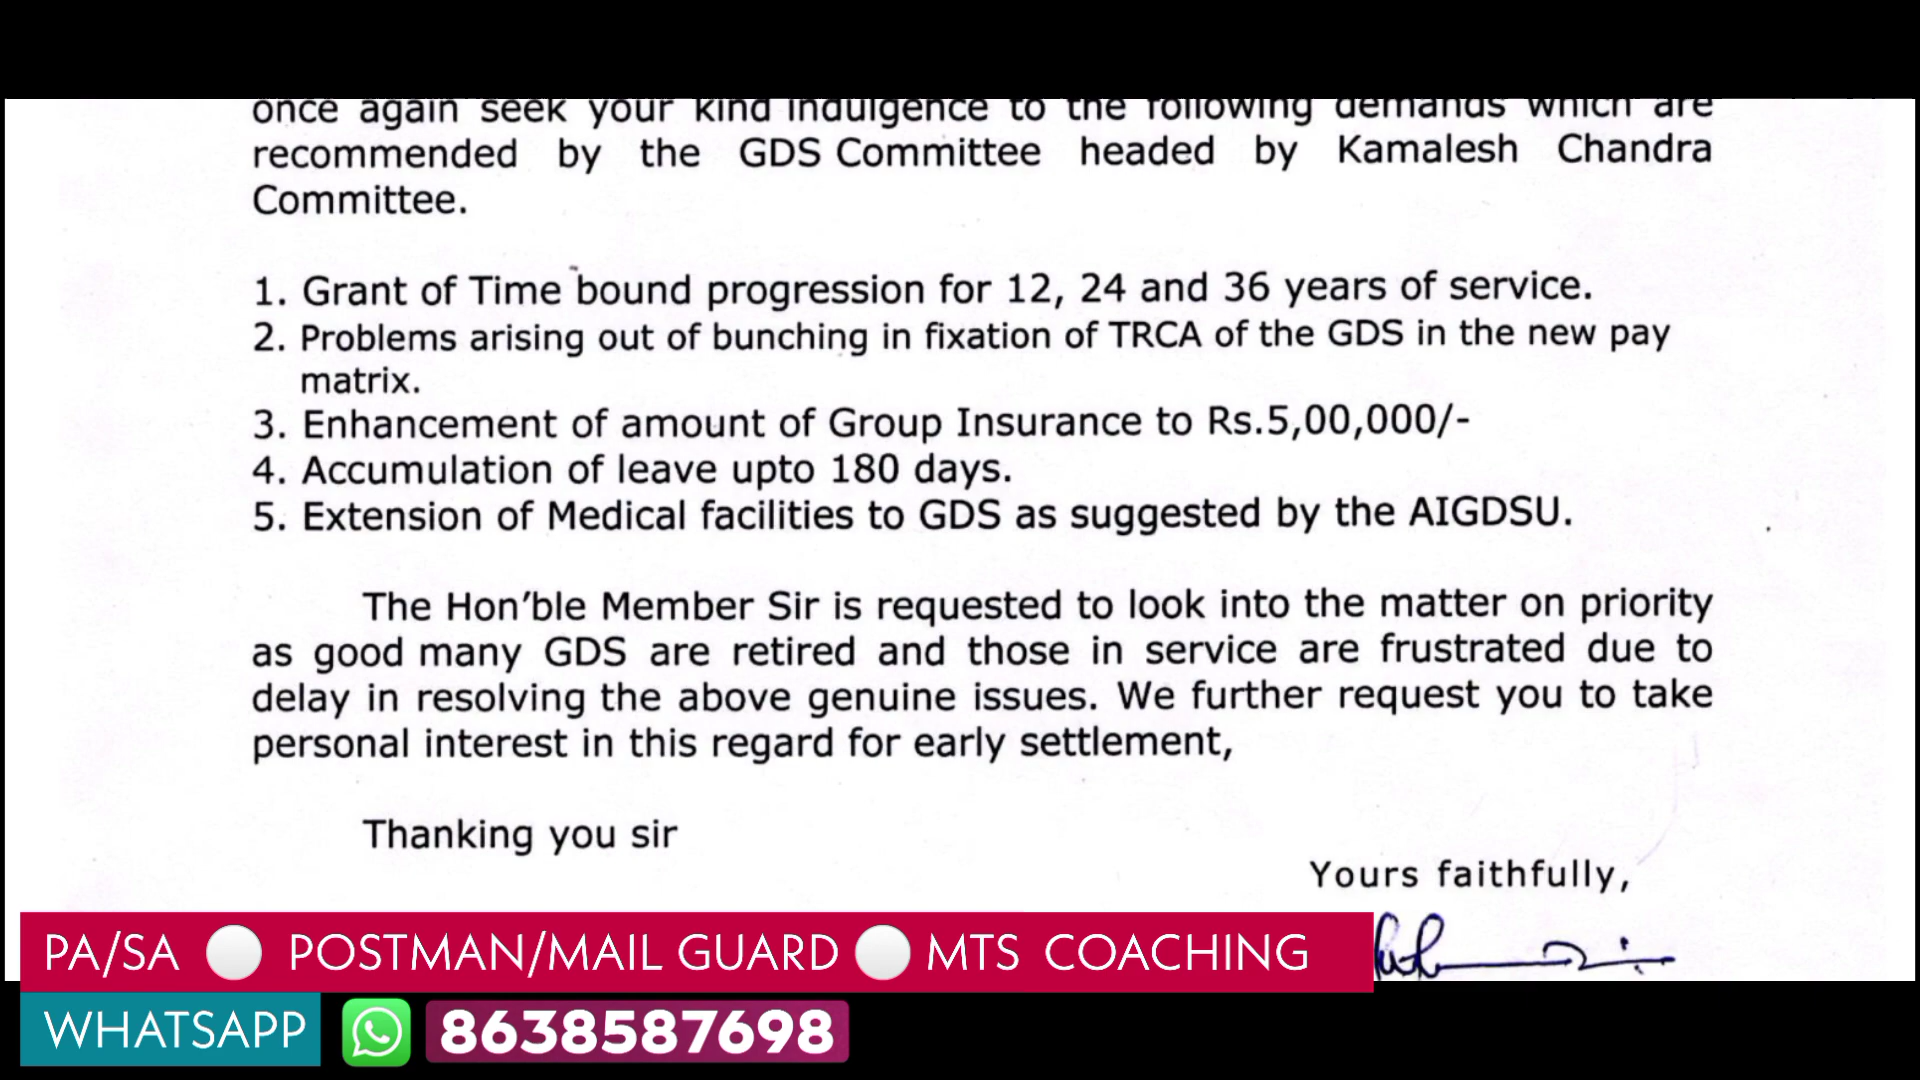 once again seek your kind indulgence to the following demands which are
recommended by the GDS Committee headed by Kamalesh Chandra
Committee.
1. Grant of Time bound progression for 12, 24 and 36 years of service.
2. Problems arising out of bunching in fixation of TRCA of the GDS in the new pay
matrix.
3. Enhancement of amount of Group Insurance to Rs.5,00,000/-
4. Accumulation of leave upto 180 days.
5. Extension of Medical facilities to GDS as suggested by the AIGDSU.
The Hon'ble Member Sir is requested to look into the matter on priority
as good many GDS are retired and those in service are frustrated due to
delay in resolving the above genuine issues. We further request you to take
personal interest in this regard for early settlement,
Thanking you sir
Yours faithfully,
PA/SA POSTMAN/MAIL GUARD MTS COACHING
WHATSAPP 8638587698